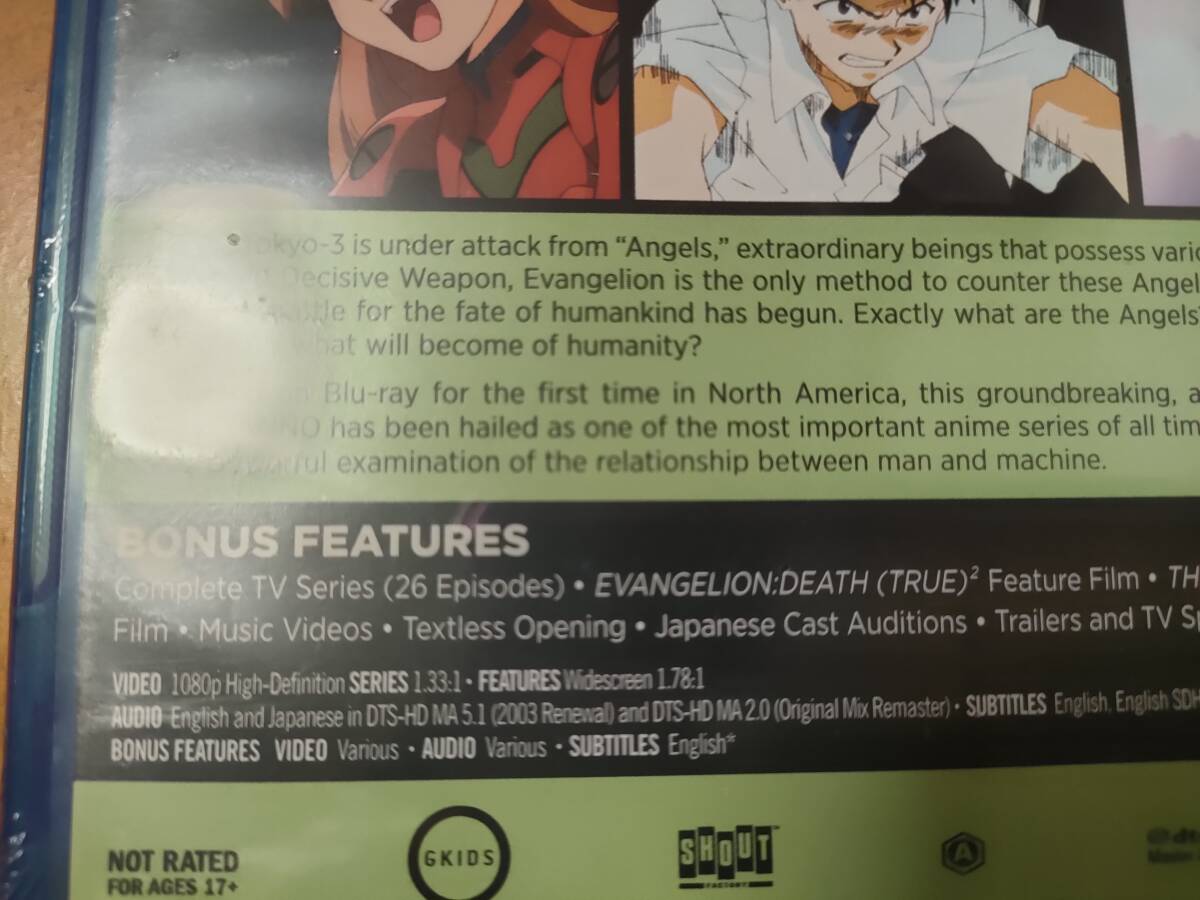 okyo-3 is under attack from “Angels,” extraordinary beings that possess
Decisive Weapon, Evangelion is the only method to counter these Angel
for the fate of humankind has begun. Exactly what are the Angels’
what will become of humanity?
on Blu-ray for the first time in North America, this groundbreaking, a
NO has been hailed as one of the most important anime series of all tim
examination of the relationship between man and machine.
BONUS FEATURES
Complete TV Series (26 Episodes) • EVANGELION:DEATH (TRUE)² Feature Film • TH
Film • Music Videos • Textless Opening • Japanese Cast Auditions • Trailers and TV Sp
VIDEO 1080p High-Definition SERIES 1.33:1 • FEATURES Widescreen 1.78:1
AUDIO English and Japanese in DTS-HD MA 5.1 (2003 Renewal) and DTS-HD MA 2.0 (Original Mix Remaster) • SUBTITLES English, English SDH
BONUS FEATURES VIDEO Various • AUDIO Various • SUBTITLES English*
NOT RATED
FOR AGES 17+
GKIDS
SHOUT
FACTORY
A